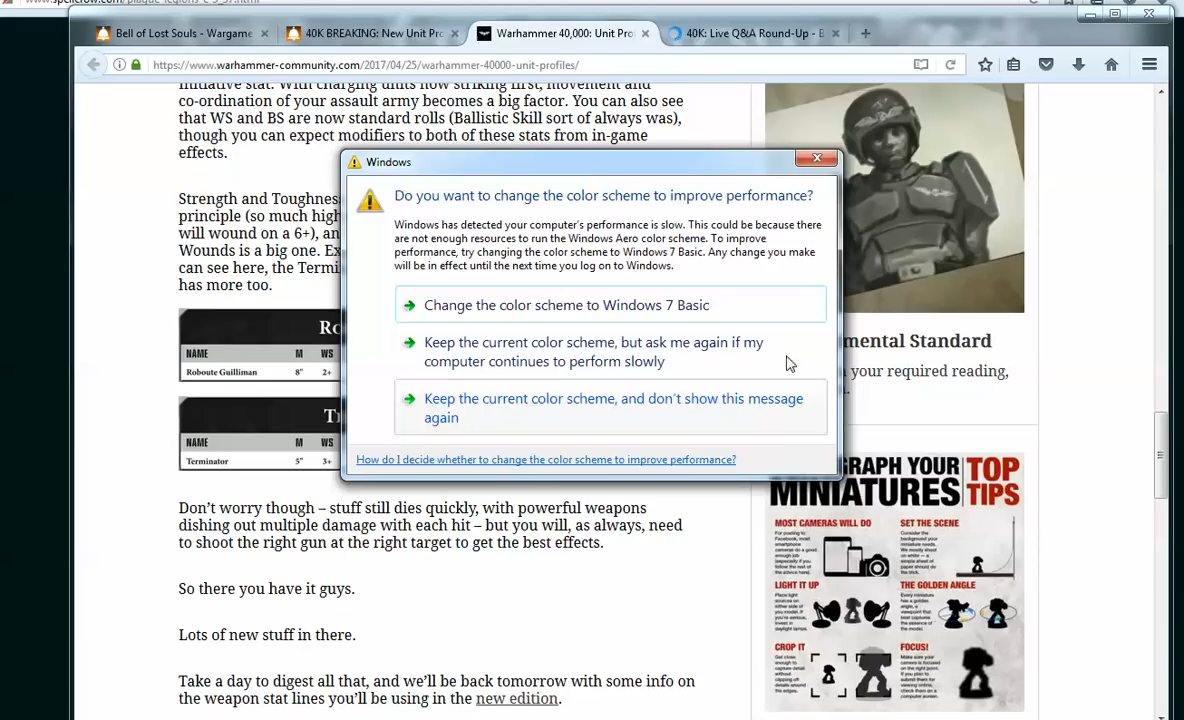 www.spellcrow.com/plague-legions-c-5_57.html
Bell of Lost Souls - Wargame
40K BREAKING: New Unit Pro
Warhammer 40,000: Unit Pro
40K: Live Q&A Round-Up - B
https://www.warhammer-community.com/2017/04/25/warhammer-40000-unit-profiles/
initiative stat. With charging units now striking first, movement and
co-ordination of your assault army becomes a big factor. You can also see
that WS and BS are now standard rolls (Ballistic Skill sort of always was),
though you can expect modifiers to both of these stats from in-game
effects.
Strength and Toughness
principle (so much high
will wound on a 6+), an
Wounds is a big one. Ex
can see here, the Termi
has more too.
Ro
NAME M WS
Roboute Guilliman 8" 2+
T
NAME M WS
Terminator 5" 3+
Don't worry though – stuff still dies quickly, with powerful weapons
dishing out multiple damage with each hit – but you will, as always, need
to shoot the right gun at the right target to get the best effects.
So there you have it guys.
Lots of new stuff in there.
Take a day to digest all that, and we'll be back tomorrow with some info on
the weapon stat lines you'll be using in the new edition.
Windows
Do you want to change the color scheme to improve performance?
Windows has detected your computer's performance is slow. This could be because there
are not enough resources to run the Windows Aero color scheme. To improve
performance, try changing the color scheme to Windows 7 Basic. Any change you make
will be in effect until the next time you log on to Windows.
Change the color scheme to Windows 7 Basic
Keep the current color scheme, but ask me again if my
computer continues to perform slowly
Keep the current color scheme, and don't show this message
again
How do I decide whether to change the color scheme to improve performance?
mental Standard
your required reading,
GRAPH YOUR
MINIATURES
TOP
TIPS
MOST CAMERAS WILL DO
SET THE SCENE
LIGHT IT UP
THE GOLDEN ANGLE
CROP IT
FOCUS!